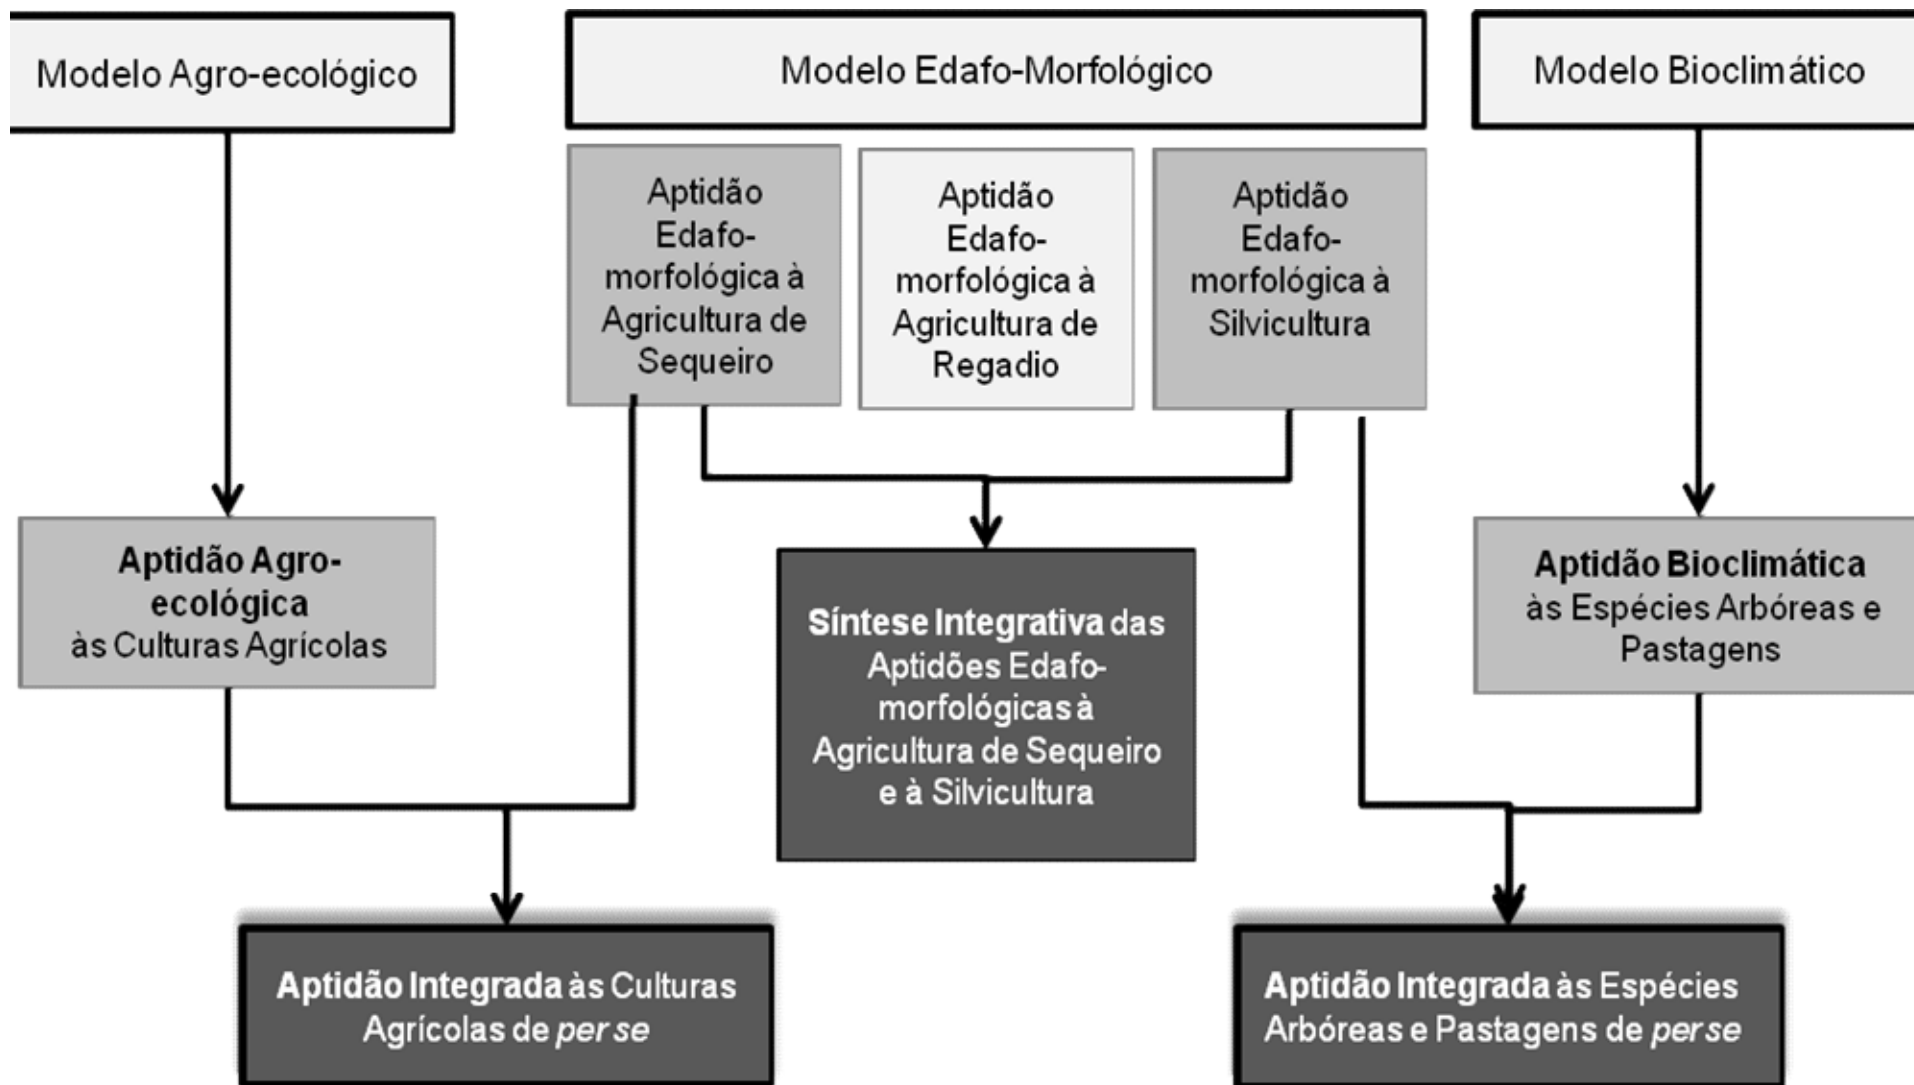 Modelo Agro-ecológico
Modelo Edafo-Morfológico
Modelo Bioclimático
Aptidão
Edafo-
morfológica à
Agricultura de
Sequeiro
Aptidão
Edafo-
morfológica à
Agricultura de
Regadio
Aptidão
Edafo-
morfológica à
Silvicultura
Aptidão Agro-
ecológica
às Culturas Agrícolas
Síntese Integrativa das
Aptidões Edafo-
morfológicas à
Agricultura de Sequeiro
e à Silvicultura
Aptidão Bioclimática
às Espécies Arbóreas e
Pastagens
Aptidão Integrada às Culturas
Agrícolas de per se
Aptidão Integrada às Espécies
Arbóreas e Pastagens de per se